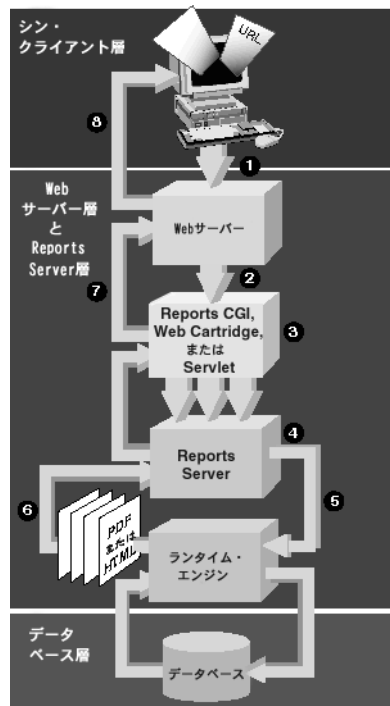 シン・
クライアント層
URL
8
1
Web
サーバー層
と
Reports
Server層
Webサーバー
2
7
Reports CGI,
Web Cartridge,
または
Servlet
3
4
Reports
Server
5
6
PDF
または
HTML
ランタイム・
エンジン
データ
ベース層
データベース